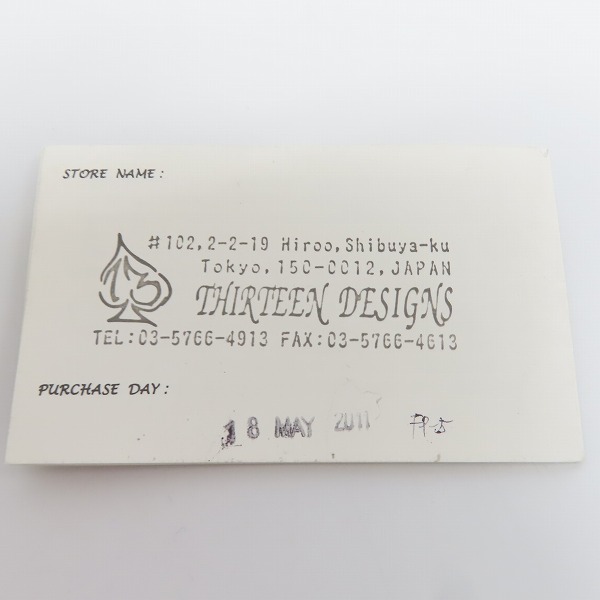 STORE NAME:
#102,2-2-19 Hiroo,Shibuya-ku
Tokyo,150-0012,JAPAN
13
THIRTEEN DESIGNS
TEL:03-5766-4913 FAX:03-5766-4613
PURCHASE DAY:
18 MAY 2011